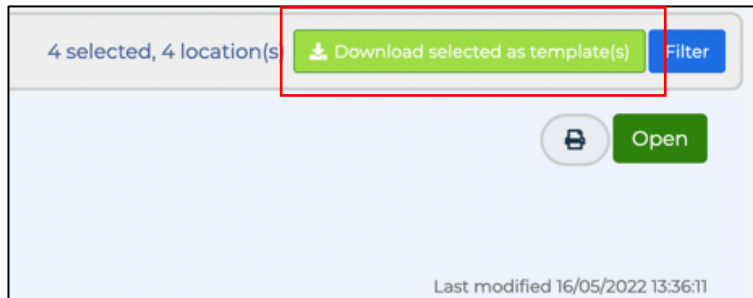 4 selected, 4 location(s) Download selected as template(s) Filter
Open
Last modified 16/05/2022 13:36:11